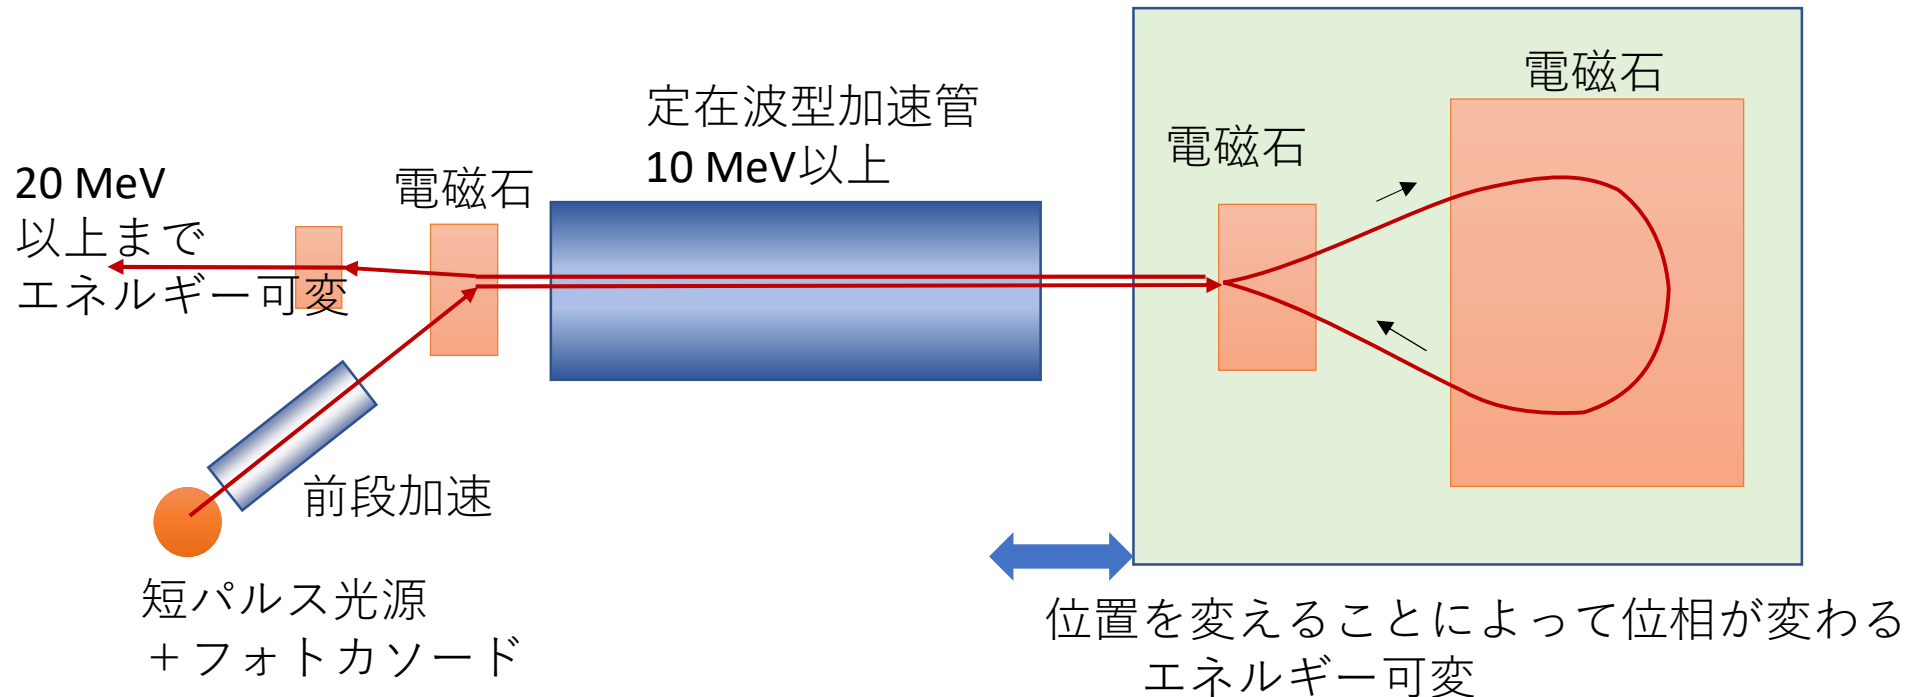 20 MeV
以上まで
エネルギー可変
電磁石
定在波型加速管
10 MeV以上
電磁石
電磁石
前段加速
短パルス光源
＋フォトカソード
位置を変えることによって位相が変わる
エネルギー可変